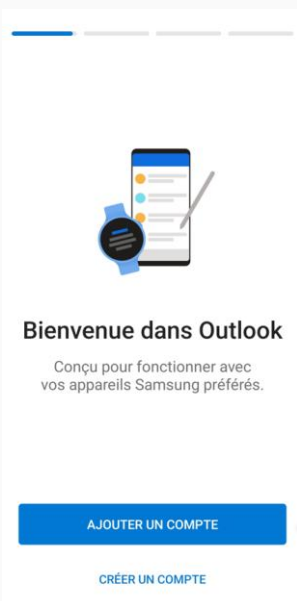 Bienvenue dans Outlook
Conçu pour fonctionner avec
vos appareils Samsung préférés.
AJOUTER UN COMPTE
CRÉER UN COMPTE